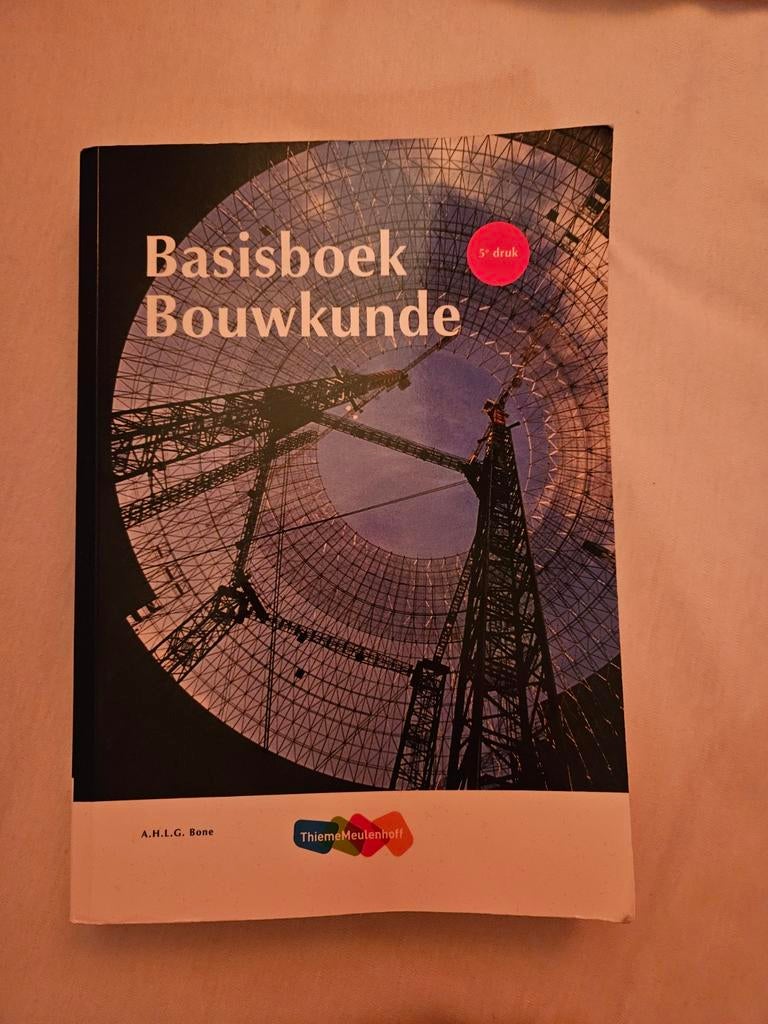 Basisboek
Bouwkunde
5e druk
A.H.L.G. Bone
ThiemeMeulenhoff